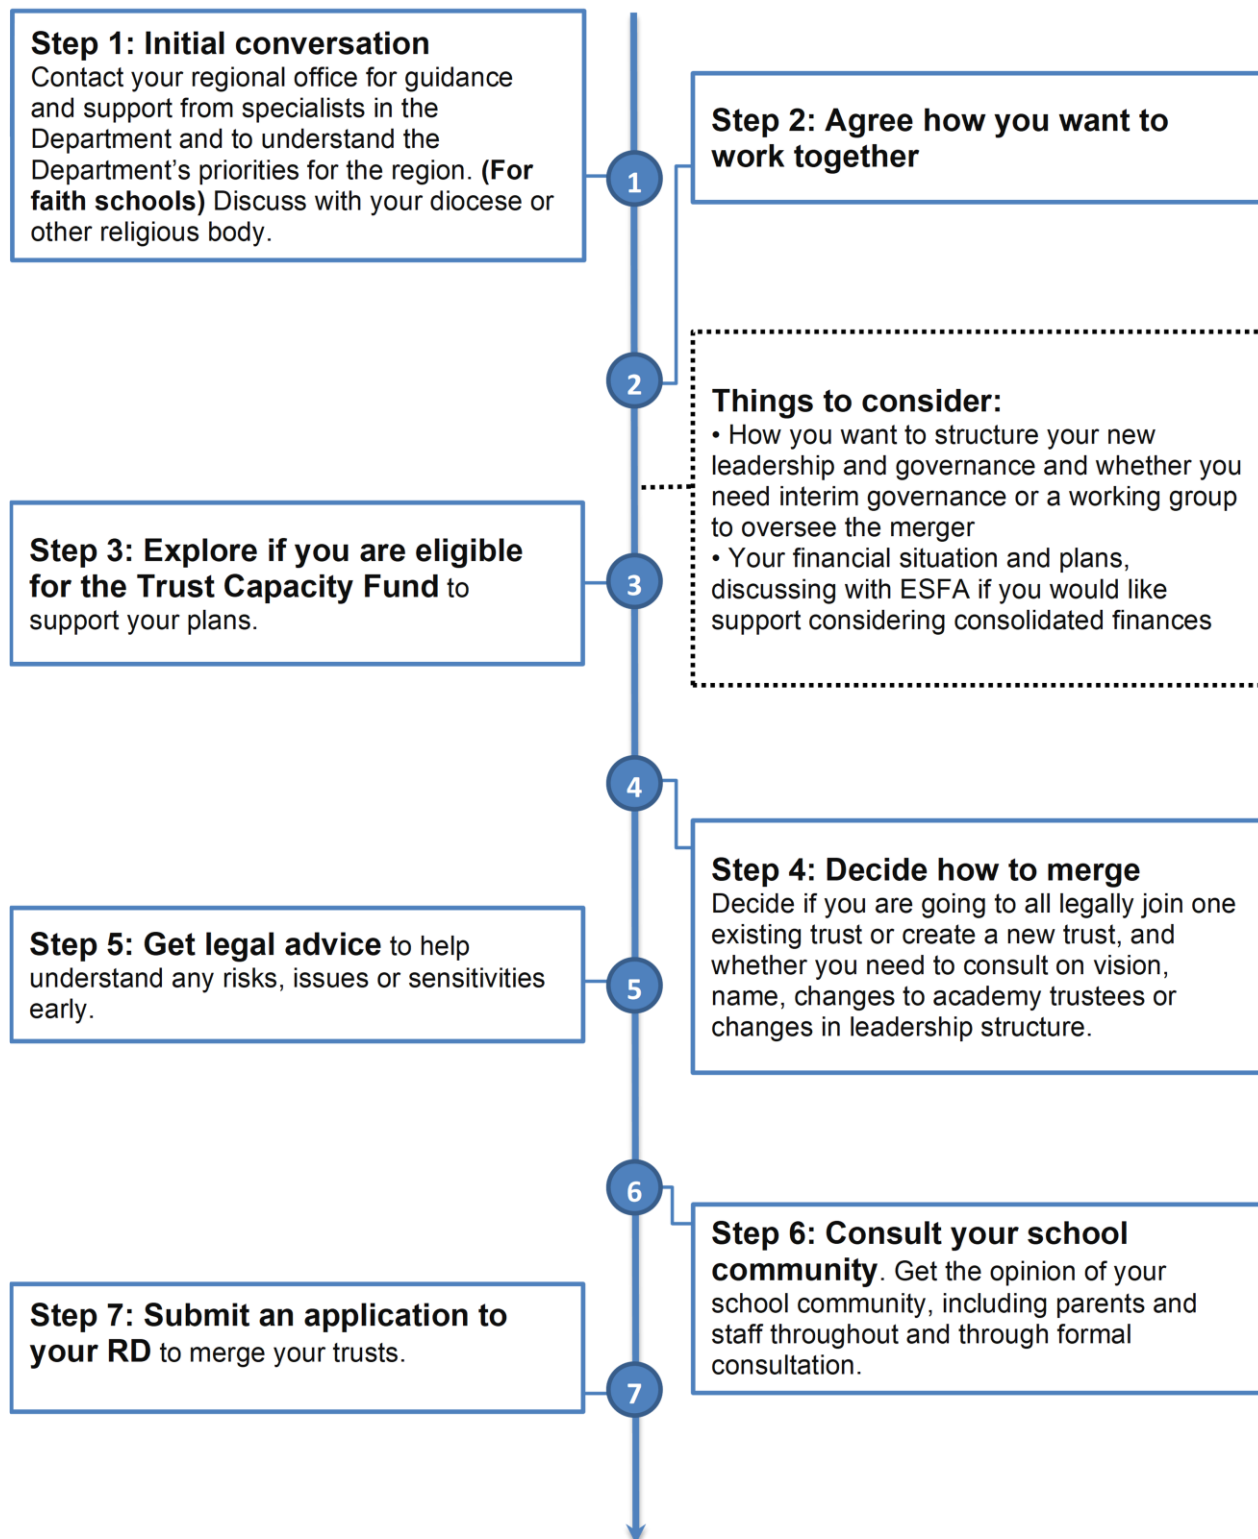 Step 1: Initial conversation
Contact your regional office for guidance
and support from specialists in the
Department and to understand the
Department’s priorities for the region. (For
faith schools) Discuss with your diocese or
other religious body.
1
Step 2: Agree how you want to
work together
2
Things to consider:
• How you want to structure your new
leadership and governance and whether you
need interim governance or a working group
to oversee the merger
• Your financial situation and plans,
discussing with ESFA if you would like
support considering consolidated finances
Step 3: Explore if you are eligible
for the Trust Capacity Fund to
support your plans.
3
4
Step 4: Decide how to merge
Decide if you are going to all legally join one
existing trust or create a new trust, and
whether you need to consult on vision,
name, changes to academy trustees or
changes in leadership structure.
Step 5: Get legal advice to help
understand any risks, issues or sensitivities
early.
5
6
Step 6: Consult your school
community. Get the opinion of your
school community, including parents and
staff throughout and through formal
consultation.
Step 7: Submit an application to
your RD to merge your trusts.
7